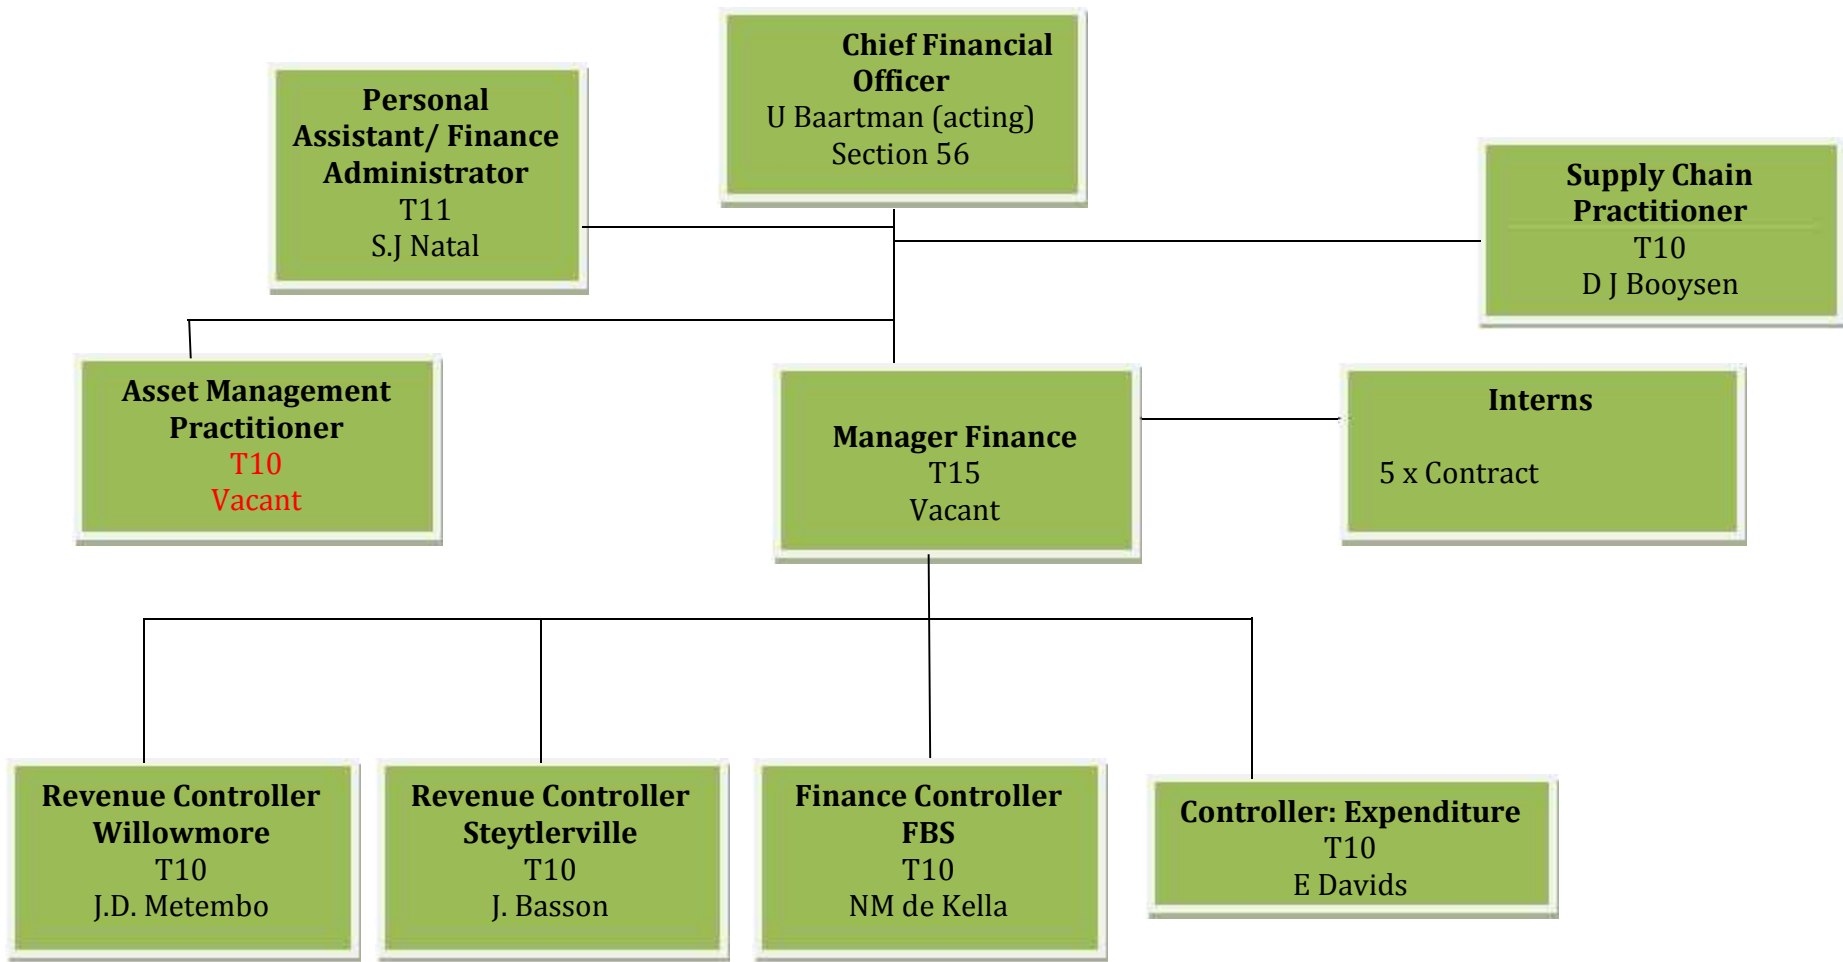 Chief Financial
Officer
U Baartman (acting)
Section 56
Personal
Assistant/ Finance
Administrator
T11
S.J Natal
Supply Chain
Practitioner
T10
D J Booysen
Asset Management
Practitioner
T10
Vacant
Manager Finance
T15
Vacant
Interns
5 x Contract
Revenue Controller
Willowmore
T10
J.D. Metembo
Revenue Controller
Steytlerville
T10
J. Basson
Finance Controller
FBS
T10
NM de Kella
Controller: Expenditure
T10
E Davids